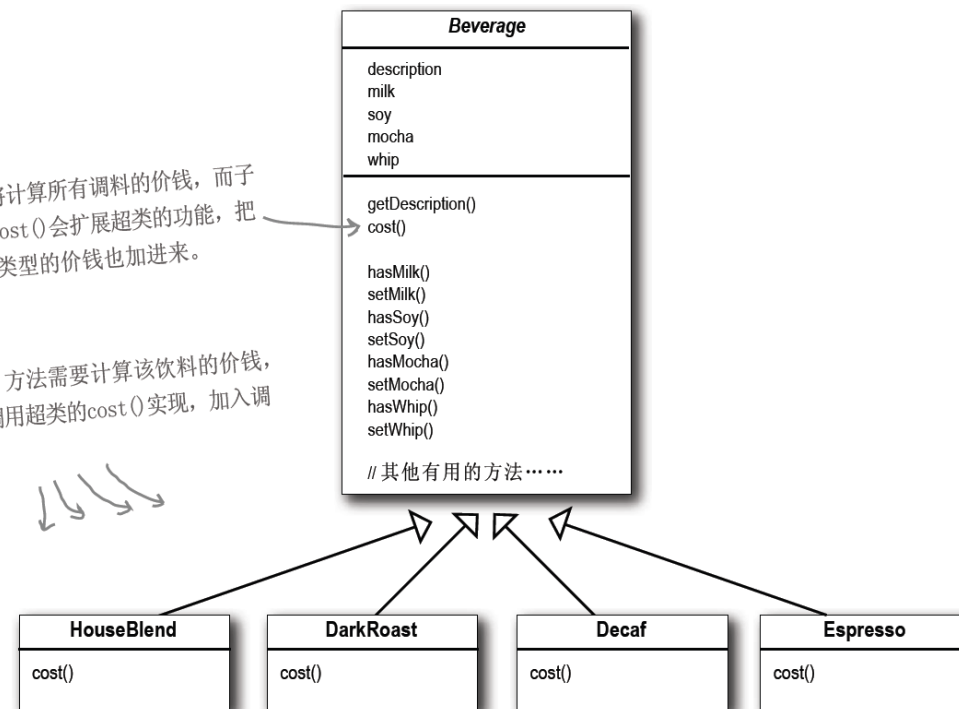 Beverage
description
milk
soy
mocha
whip
getDescription()
cost()
hasMilk()
setMilk()
hasSoy()
setSoy()
hasMocha()
setMocha()
hasWhip()
setWhip()
//其他有用的方法……
计算所有调料的价钱，而子
ost()会扩展超类的功能，把
类型的价钱也加进来。
方法需要计算该饮料的价钱，
用超类的cost()实现，加入调
HouseBlend
cost()
DarkRoast
cost()
Decaf
cost()
Espresso
cost()